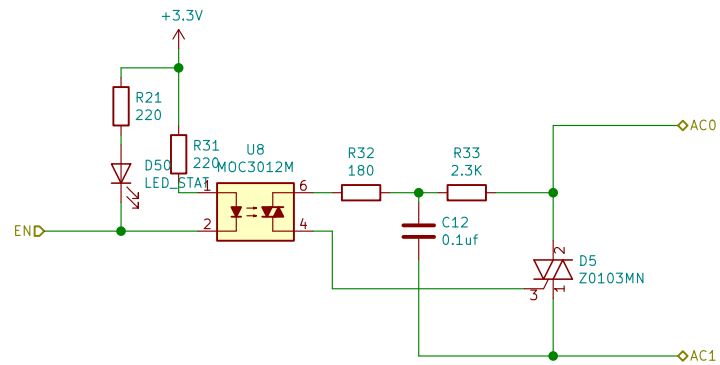 +3.3V
R21
220
R31
220
U8
MOC3012M
D50
LED_STAT
1
2
6
4
EN
R32
180
R33
2.3K
C12
0.1uf
AC0
2
D5
Z0103MN
3
1
AC1